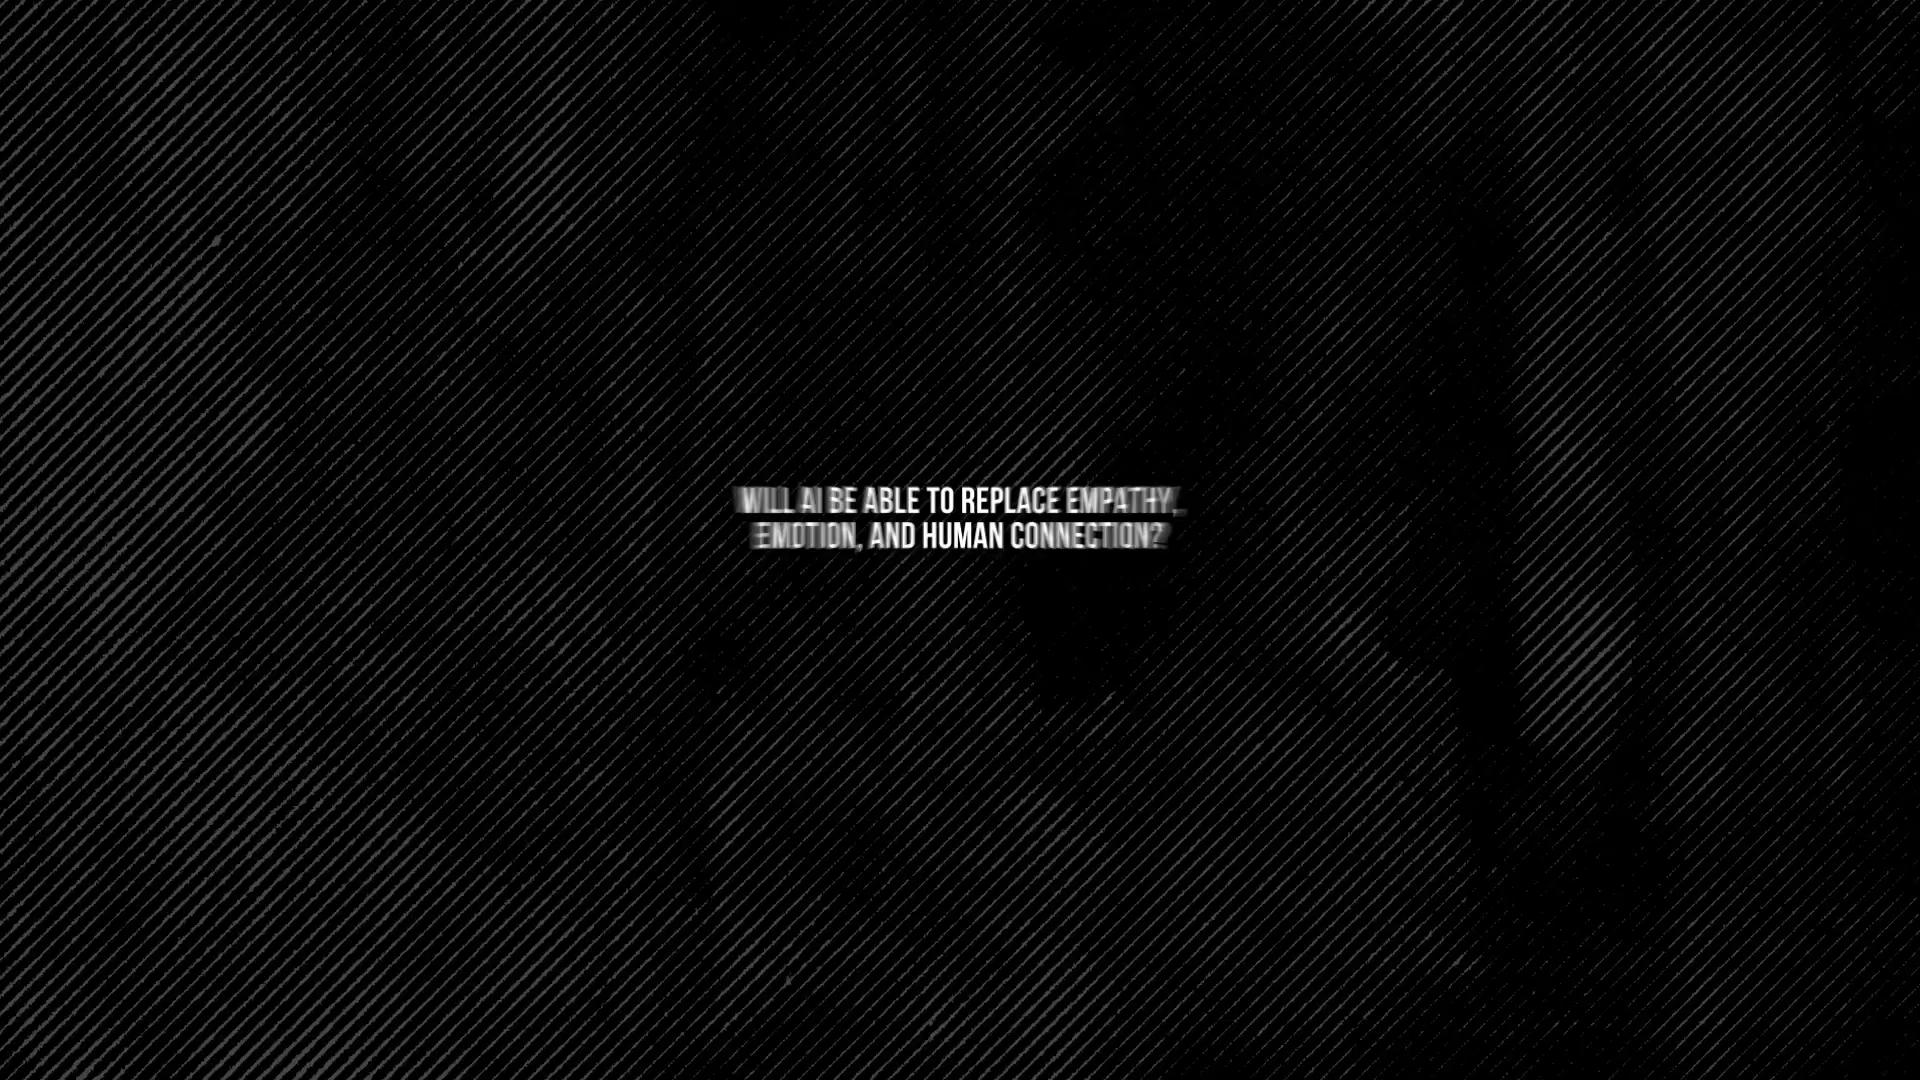 WILL AI BE ABLE TO REPLACE EMPATHY,
EMOTION, AND HUMAN CONNECTION?